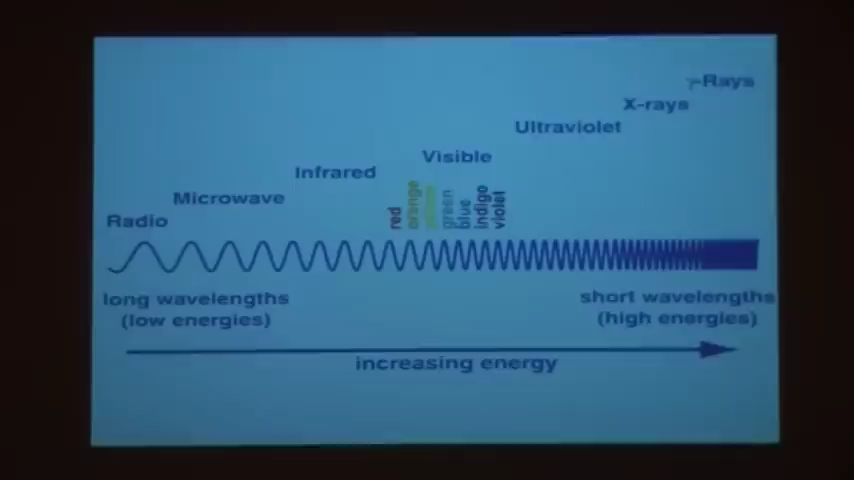 γ-Rays
X-rays
Ultraviolet
Visible
Infrared
Microwave
Radio
red
orange
yellow
green
blue
indigo
violet
long wavelengths
(low energies)
short wavelengths
(high energies)
increasing energy